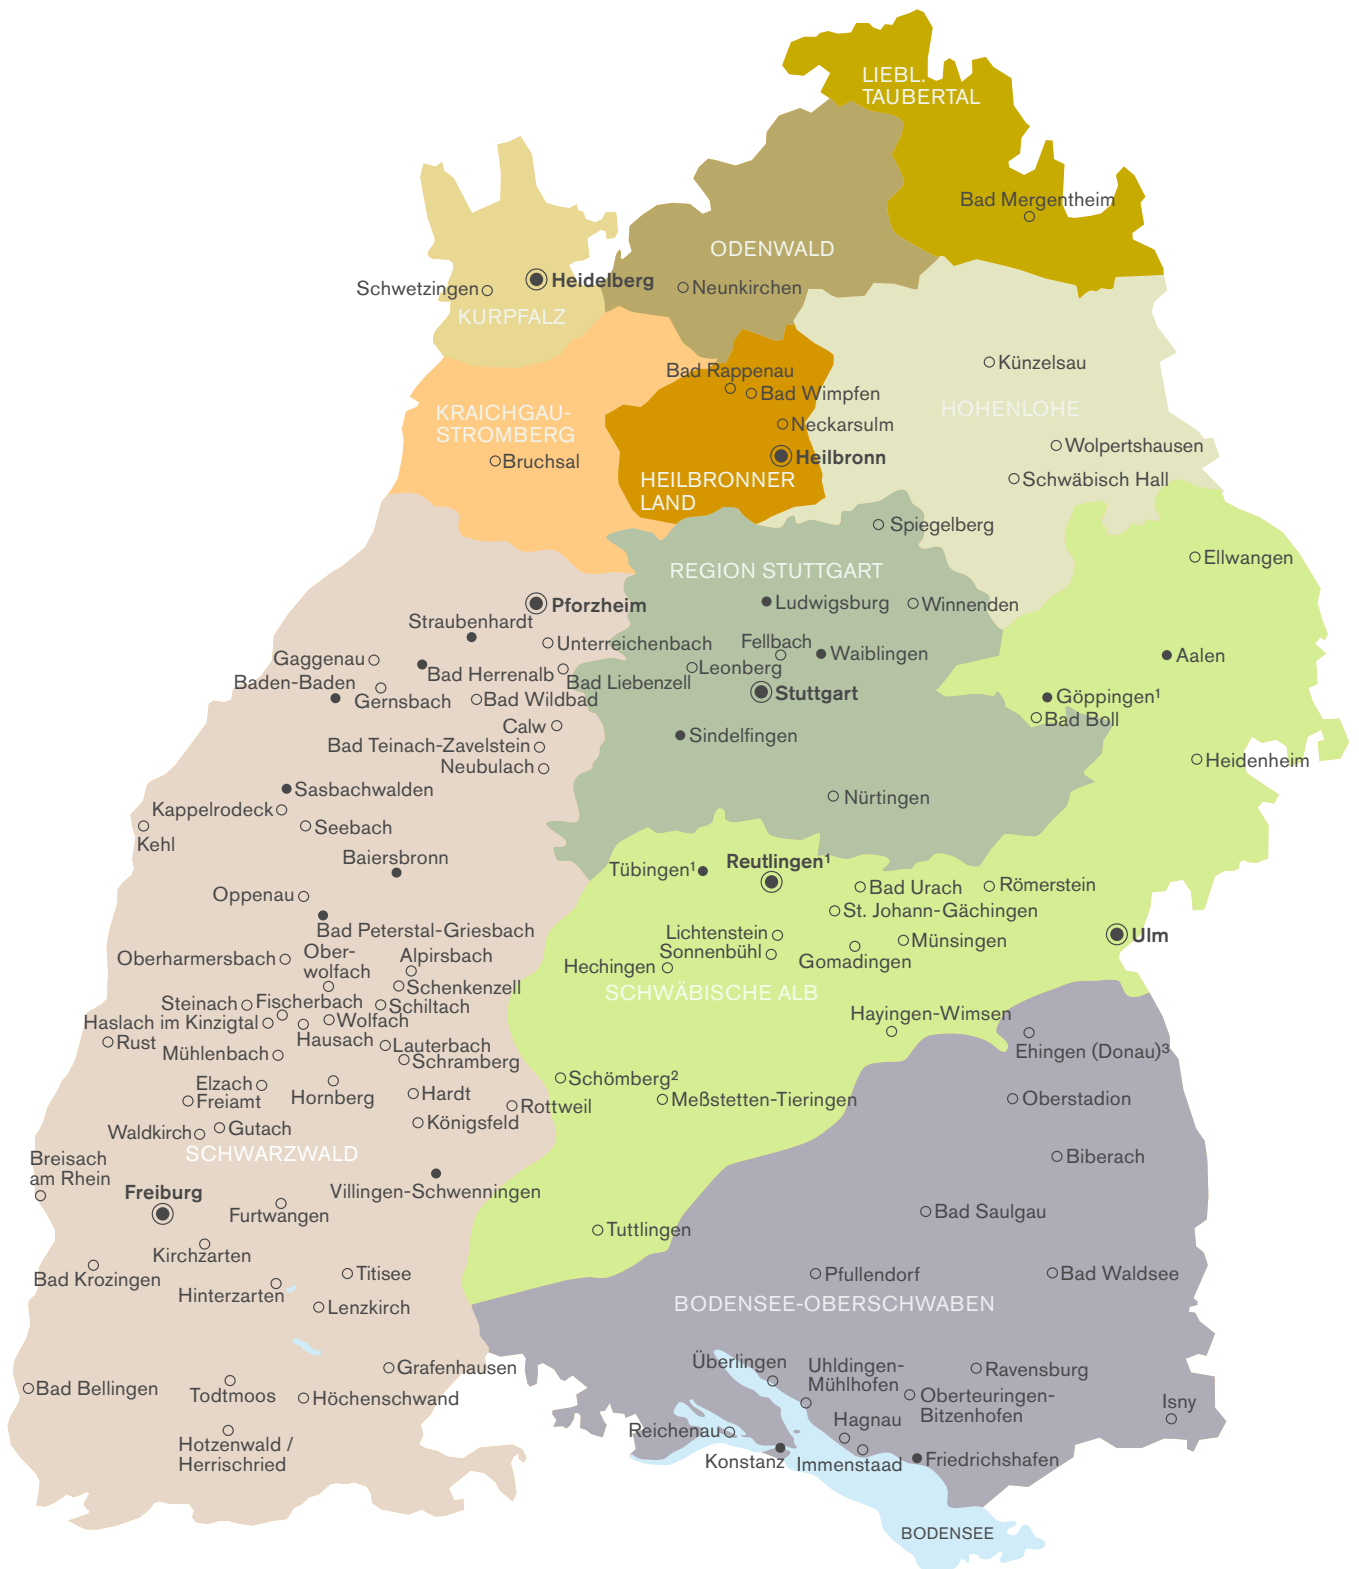 LIEBL.
TAUBERTAL
Bad Mergentheim
ODENWALD
Heidelberg
Schwetzingen
Neunkirchen
KURPFALZ
Künzelsau
Bad Rappenau
Bad Wimpfen
KRAICHGAU-
STROMBERG
HOHENLOHE
Neckarsulm
Wolpertshausen
Heilbronn
Bruchsal
HEILBRONNER
LAND
Schwäbisch Hall
Spiegelberg
Ellwangen
REGION STUTTGART
Pforzheim
Ludwigsburg
Winnenden
Straubenhardt
Unterreichenbach
Fellbach
Waiblingen
Aalen
Gaggenau
Bad Herrenalb
Leonberg
Baden-Baden
Bad Liebenzell
Gernsbach
Bad Wildbad
Stuttgart
Göppingen¹
Bad Boll
Calw
Sindelfingen
Bad Teinach-Zavelstein
Neubulach
Heidenheim
Sasbachwalden
Nürtingen
Kappelrodeck
Seebach
Kehl
Baiersbronn
Reutlingen¹
Tübingen¹
Bad Urach
Römerstein
Oppenau
St. Johann-Gächingen
Bad Peterstal-Griesbach
Lichtenstein
Münsingen
Ulm
Ober-
wolfach
Sonnenbühl
Gomadingen
Oberharmersbach
Alpirsbach
Hechingen
Schenkenzell
SCHWÄBISCHE ALB
Steinach
Fischerbach
Schiltach
Hayingen-Wimsen
Haslach im Kinzigtal
Wolfach
Rust
Hausach
Lauterbach
Ehingen (Donau)³
Mühlenbach
Schramberg
Elzach
Schömberg²
Freiamt
Hornberg
Hardt
Rottweil
Meßstetten-Tieringen
Oberstadion
Waldkirch
Gutach
Königsfeld
SCHWARZWALD
Biberach
Breisach
am Rhein
Freiburg
Villingen-Schwenningen
Furtwangen
Bad Saulgau
Tuttlingen
Kirchzarten
Bad Krozingen
Titisee
Pfullendorf
Bad Waldsee
Hinterzarten
Lenzkirch
BODENSEE-OBERSCHWABEN
Grafenhausen
Überlingen
Uhldingen-
Mühlhofen
Ravensburg
Bad Bellingen
Todtmoos
Höchenschwand
Oberteuringen-
Bitzenhofen
Isny
Hotzenwald /
Herrischried
Reichenau
Hagnau
Konstanz
Immenstaad
Friedrichshafen
BODENSEE